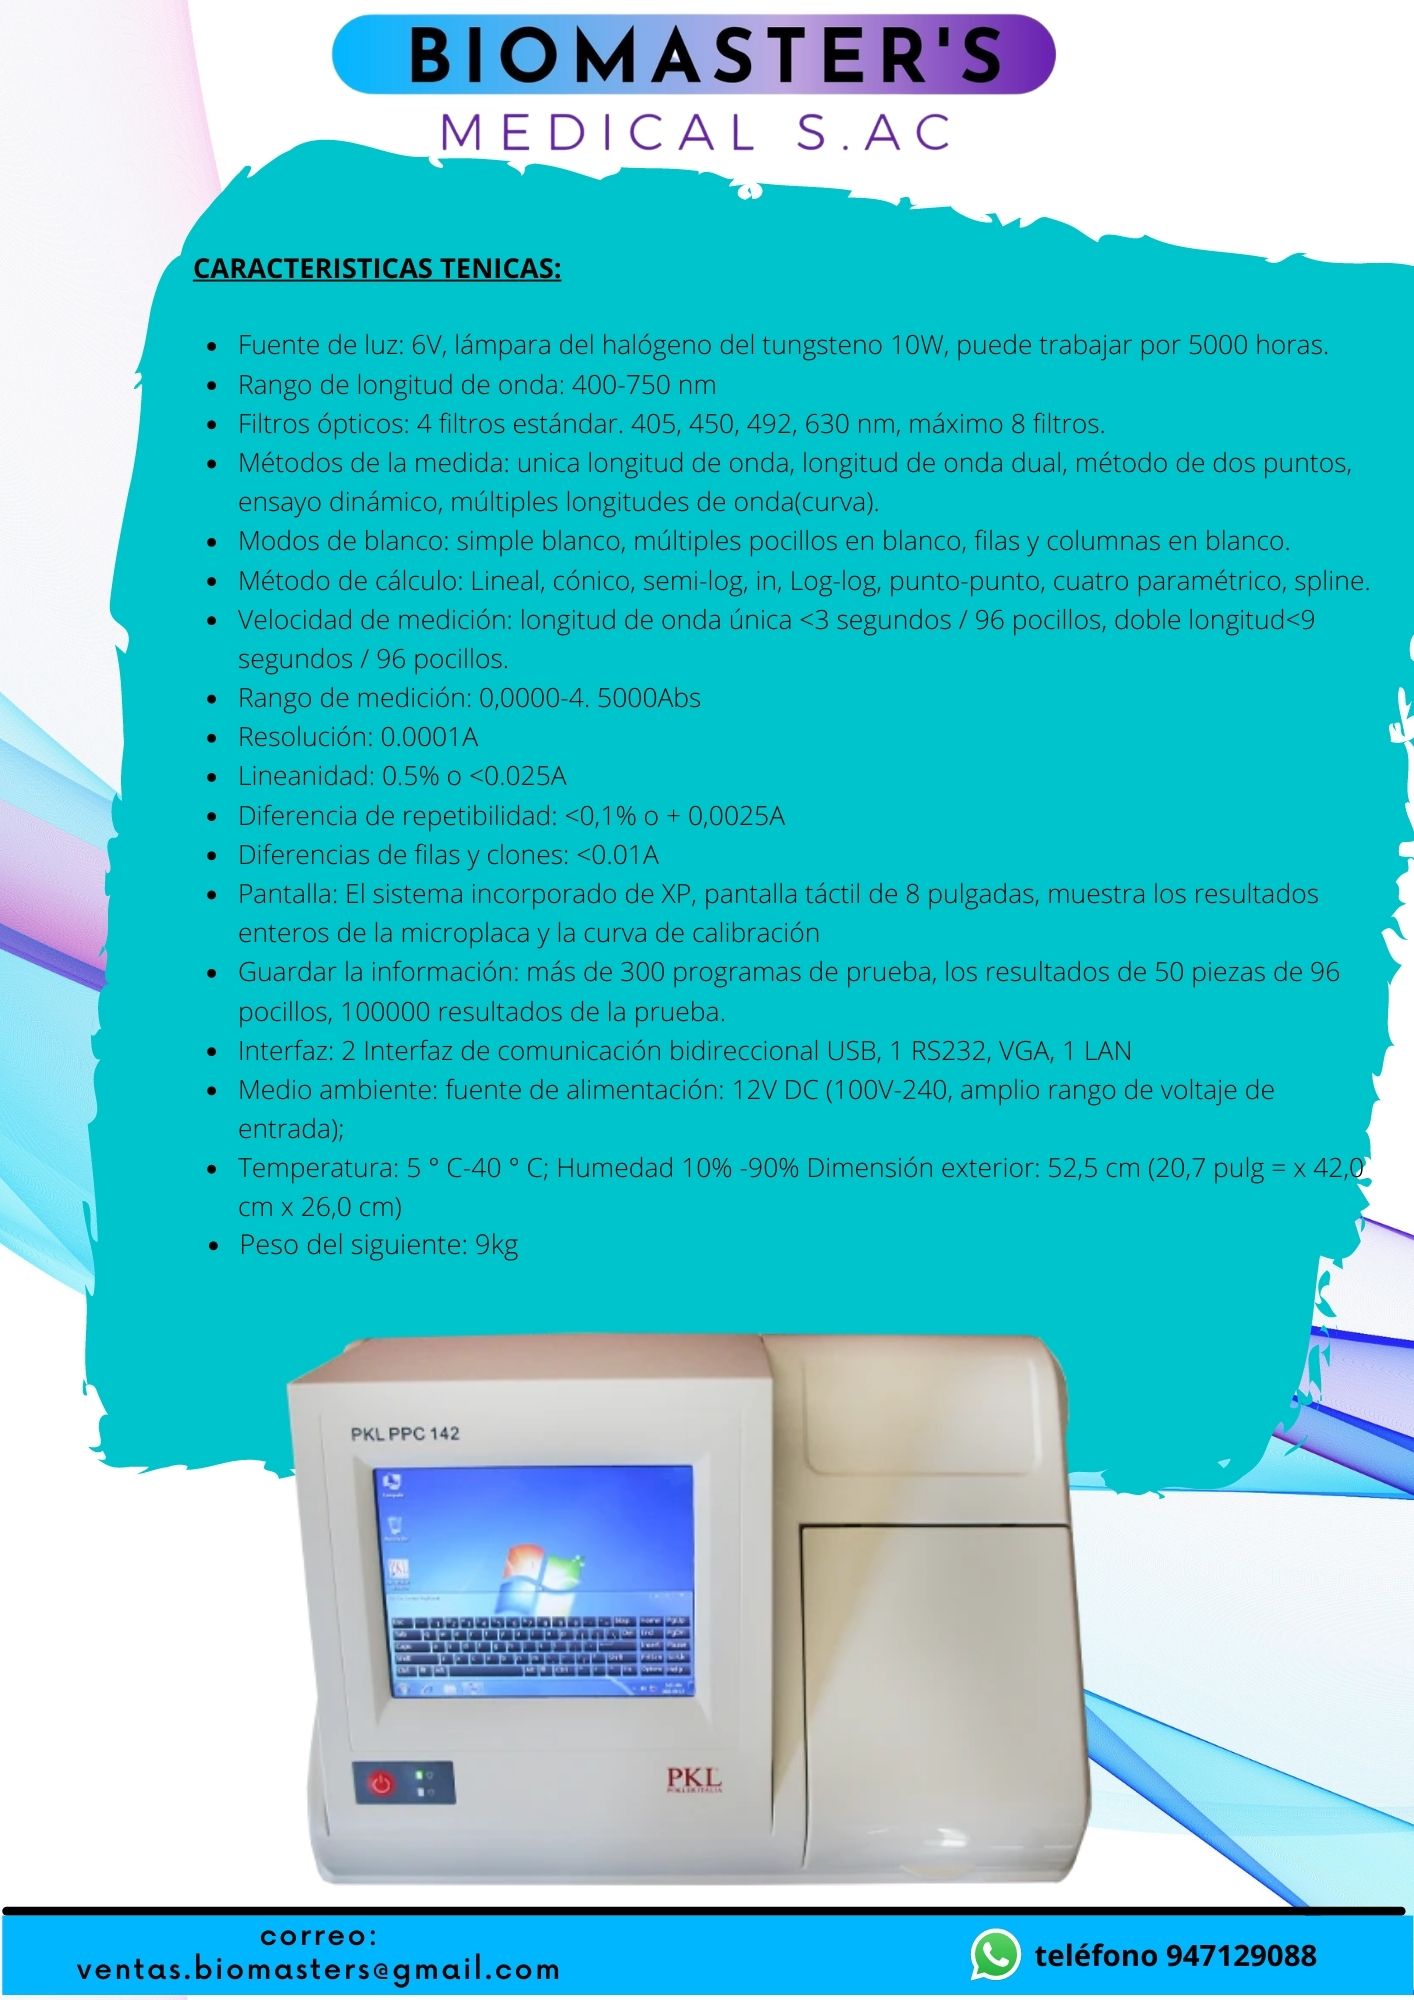 BIOMASTER'S
MEDICAL S.AC
CARACTERISTICAS TENICAS:
• Fuente de luz: 6V, lámpara del halógeno del tungsteno 10W, puede trabajar por 5000 horas.
• Rango de longitud de onda: 400-750 nm
• Filtros ópticos: 4 filtros estándar. 405, 450, 492, 630 nm, máximo 8 filtros.
• Métodos de la medida: unica longitud de onda, longitud de onda dual, método de dos puntos,
ensayo dinámico, múltiples longitudes de onda(curva).
• Modos de blanco: simple blanco, múltiples pocillos en blanco, filas y columnas en blanco.
• Método de cálculo: Lineal, cónico, semi-log, in, Log-log, punto-punto, cuatro paramétrico, spline.
• Velocidad de medición: longitud de onda única <3 segundos / 96 pocillos, doble longitud<9
segundos / 96 pocillos.
• Rango de medición: 0,0000-4. 5000Abs
• Resolución: 0.0001A
• Lineanidad: 0.5% o <0.025A
• Diferencia de repetibilidad: <0,1% o + 0,0025A
• Diferencias de filas y clones: <0.01A
• Pantalla: El sistema incorporado de XP, pantalla táctil de 8 pulgadas, muestra los resultados
enteros de la microplaca y la curva de calibración
• Guardar la información: más de 300 programas de prueba, los resultados de 50 piezas de 96
pocillos, 100000 resultados de la prueba.
• Interfaz: 2 Interfaz de comunicación bidireccional USB, 1 RS232, VGA, 1 LAN
• Medio ambiente: fuente de alimentación: 12V DC (100V-240, amplio rango de voltaje de
entrada);
• Temperatura: 5 ° C-40 ° C; Humedad 10% -90% Dimensión exterior: 52,5 cm (20,7 pulg = x 42,0
cm x 26,0 cm)
• Peso del siguiente: 9kg
PKL PPC 142
PKL
correo:
ventas.biomasters@gmail.com
teléfono 947129088